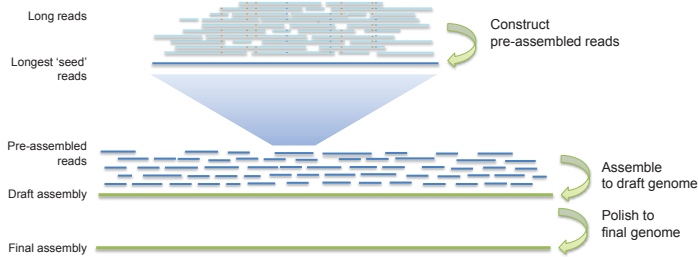 Long reads
Construct
pre-assembled reads
Longest ‘seed’
reads
Pre-assembled
reads
Assemble
to draft genome
Draft assembly
Polish to
final genome
Final assembly